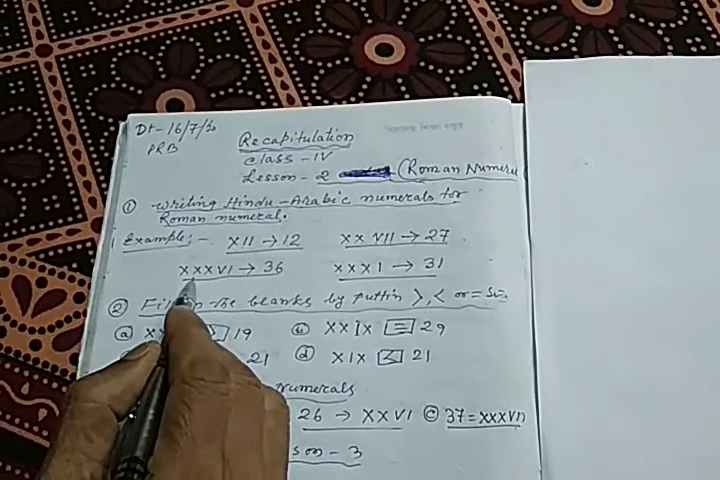 Dt-16/7/20
PRB
Recapitulation
Class - IV
Lesson - 2 (Roman Numera
① Writing Hindu-Arabic numerals for
Roman numeral.
Example:- XII → 12 XXVII → 27
XXXVI → 36 XXXI → 31
② Fill the blanks by puttin >, < or = Si
ⓐ 19 ⓑ XXIX = 29
21 ⓓ XIX < 21
numerals
26 → XXVI ⓒ 37 = XXXVII
son - 3